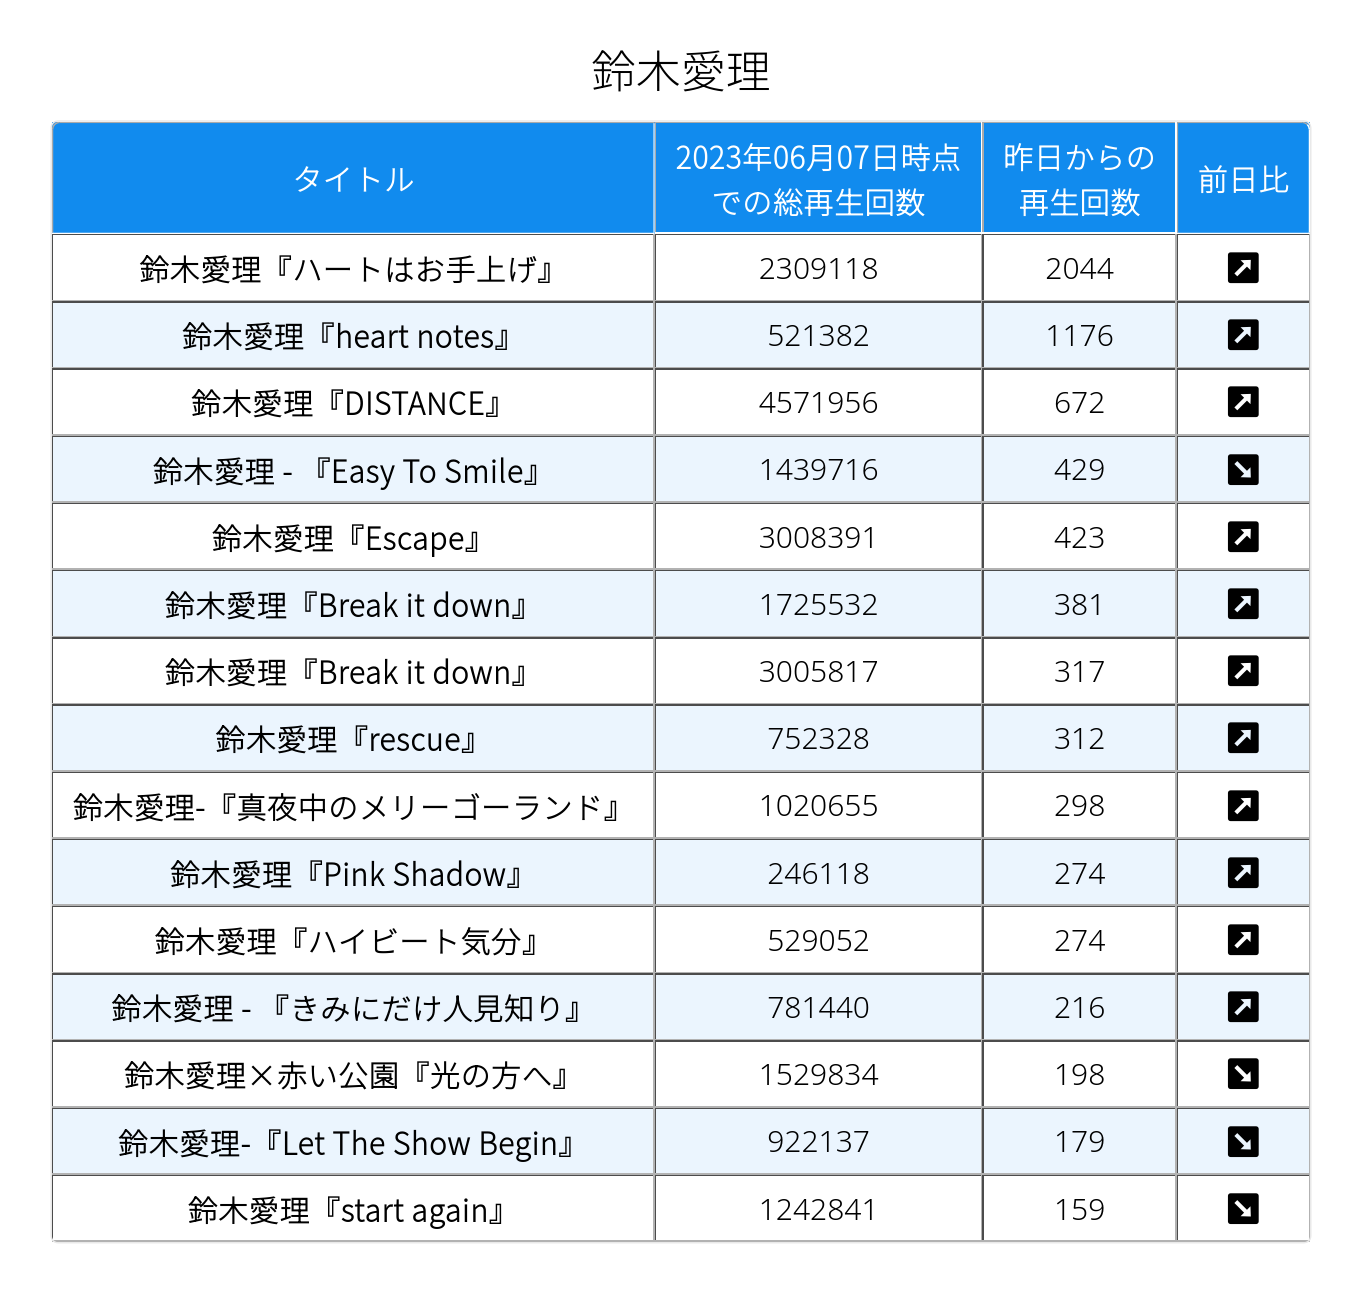 鈴木愛理
タイトル
2023年06月07日時点
での総再生回数
昨日からの
再生回数
前日比
鈴木愛理『ハートはお手上げ』 2309118 2044
鈴木愛理『heart notes』 521382 1176
鈴木愛理『DISTANCE』 4571956 672
鈴木愛理 - 『Easy To Smile』 1439716 429
鈴木愛理『Escape』 3008391 423
鈴木愛理『Break it down』 1725532 381
鈴木愛理『Break it down』 3005817 317
鈴木愛理『rescue』 752328 312
鈴木愛理-『真夜中のメリーゴーランド』 1020655 298
鈴木愛理『Pink Shadow』 246118 274
鈴木愛理『ハイビート気分』 529052 274
鈴木愛理 - 『きみにだけ人見知り』 781440 216
鈴木愛理×赤い公園『光の方へ』 1529834 198
鈴木愛理-『Let The Show Begin』 922137 179
鈴木愛理『start again』 1242841 159